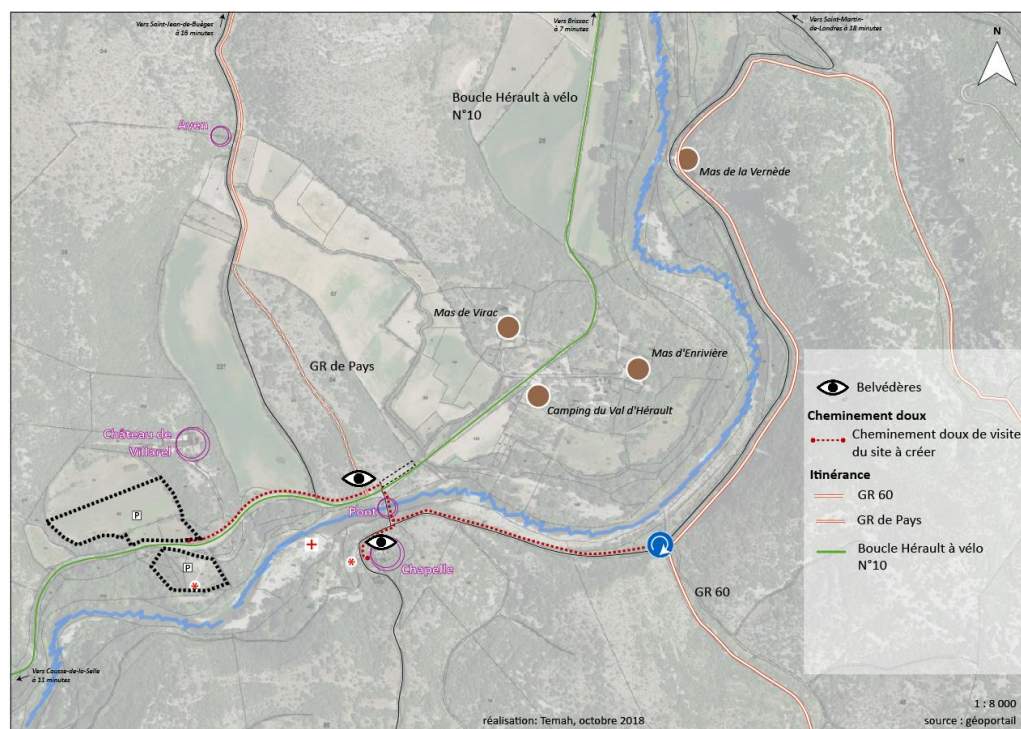 Vers Saint-Jean-de-Buèges
à 16 minutes
Vers Brissac
à 7 minutes
Vers Saint-Martin-
de-Londres à 18 minutes
N
Boucle Hérault à vélo
N°10
Aven
Mas de la Vernède
Mas de Virac
GR de Pays
Mas d'Enrivière
Camping du Val d'Hérault
Château de
Villarel
P
Pont
P
Chapelle
GR 60
Vers Causse-de-la-Selle
à 11 minutes
Belvédères
Cheminement doux
Cheminement doux de visite
du site à créer
Itinérance
GR 60
GR de Pays
Boucle Hérault à vélo
N°10
1 : 8 000
réalisation: Temah, octobre 2018
source : géoportail